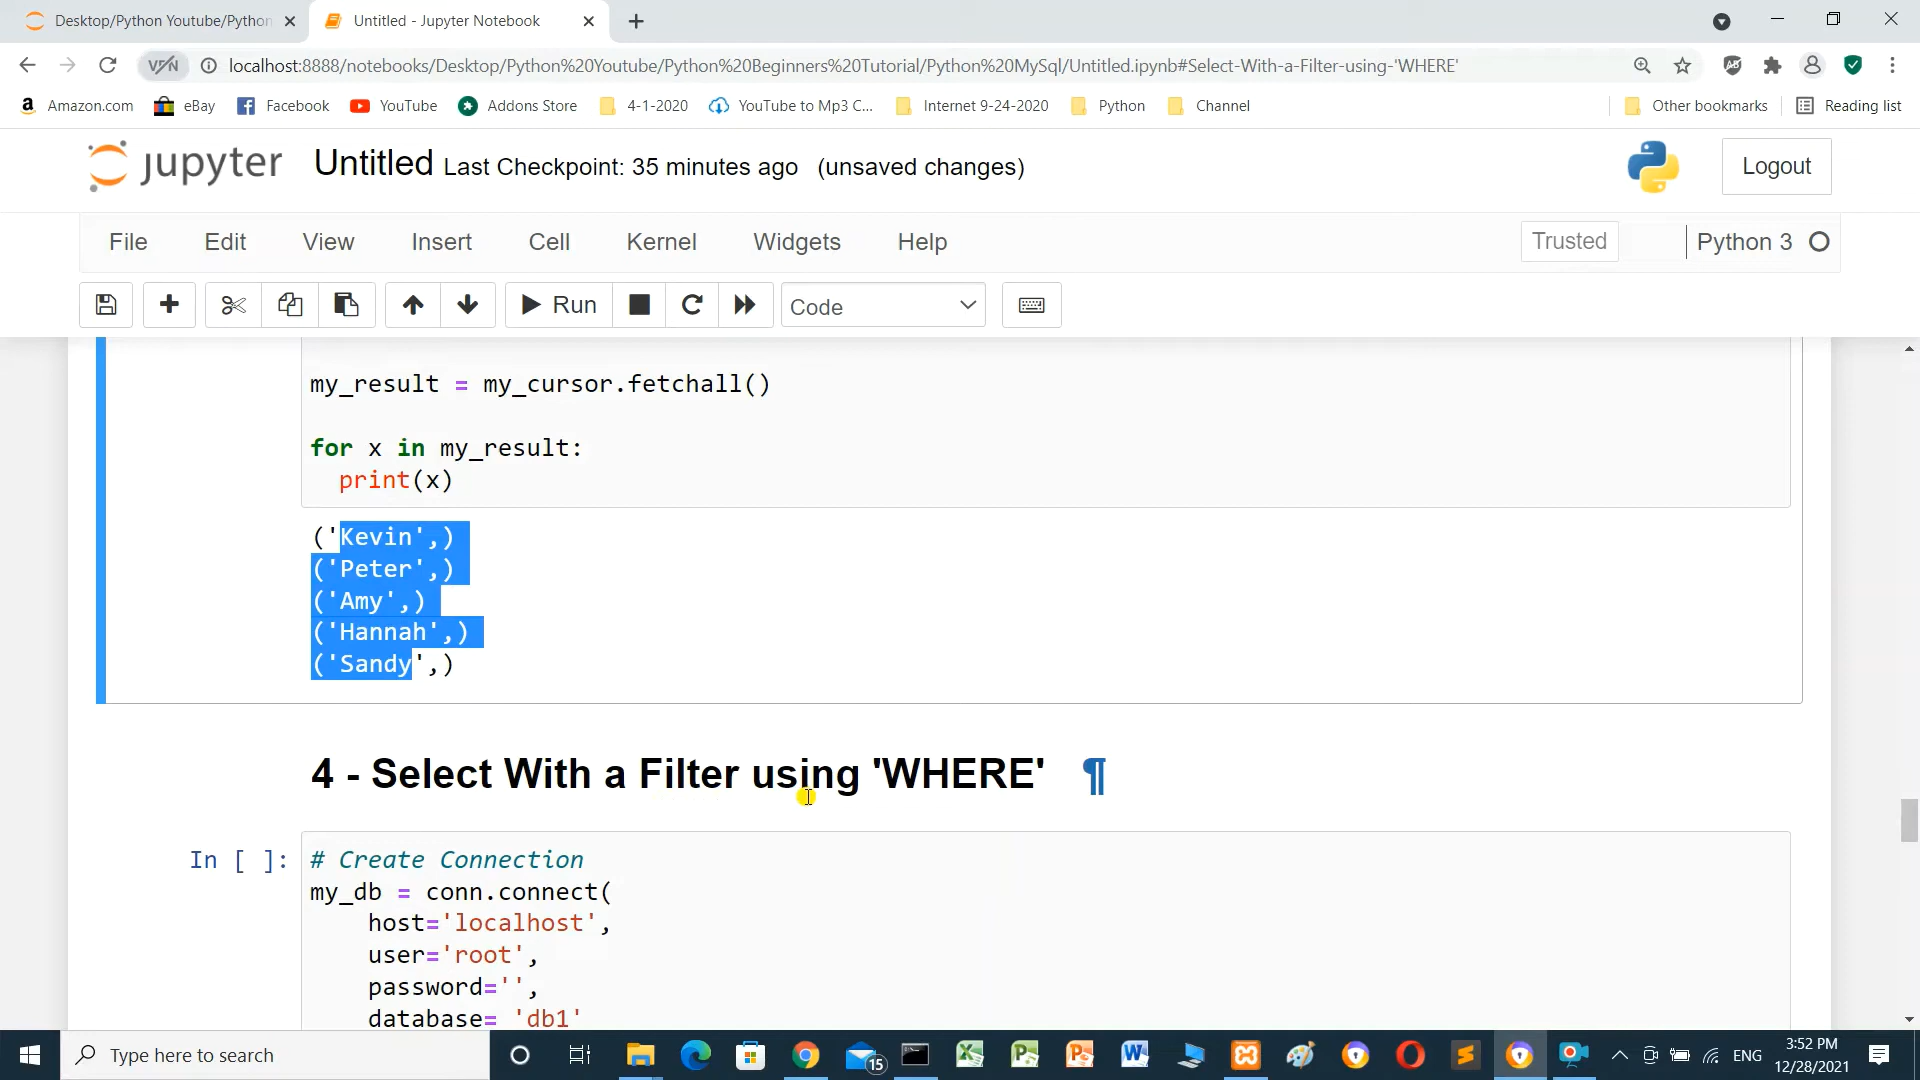 Desktop/Python Youtube/Python
Untitled - Jupyter Notebook
VPN
localhost:8888/notebooks/Desktop/Python%20Youtube/Python%20Beginners%20Tutorial/Python%20MySql/Untitled.ipynb#Select-With-a-Filter-using-'WHERE'
Amazon.com
eBay
Facebook
YouTube
Addons Store
4-1-2020
YouTube to Mp3 C...
Internet 9-24-2020
Python
Channel
Other bookmarks
Reading list
jupyter Untitled Last Checkpoint: 35 minutes ago (unsaved changes)
Logout
File Edit View Insert Cell Kernel Widgets Help
Trusted
Python 3
Run
Code
my_result = my_cursor.fetchall()
for x in my_result:
print(x)
('Kevin',)
('Peter',)
('Amy',)
('Hannah',)
('Sandy',)
4 - Select With a Filter using 'WHERE' ¶
In [ ]: # Create Connection
my_db = conn.connect(
host='localhost',
user='root',
password='',
database= 'db1'
Type here to search
15
ENG
3:52 PM
12/28/2021